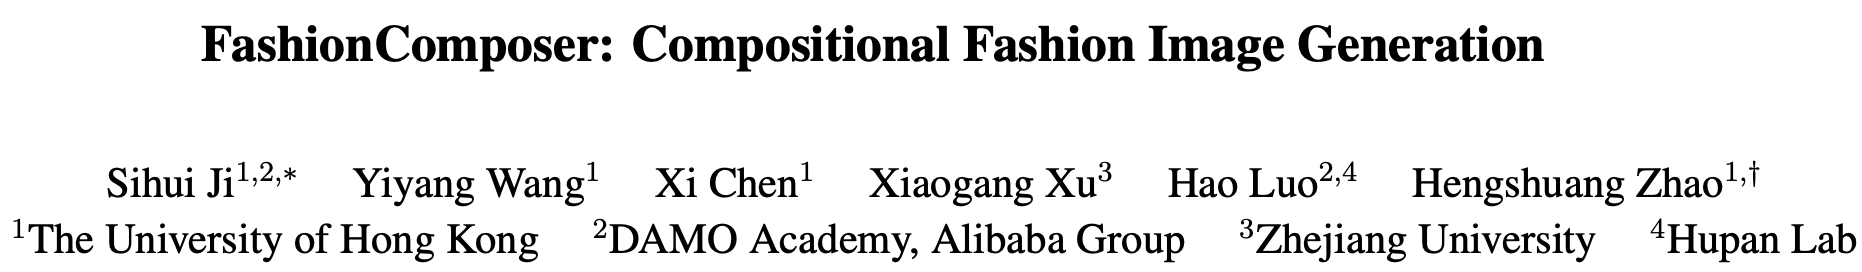 FashionComposer: Compositional Fashion Image Generation
Sihui Ji1,2,* Yiyang Wang1 Xi Chen1 Xiaogang Xu3 Hao Luo2,4 Hengshuang Zhao1,†
1The University of Hong Kong 2DAMO Academy, Alibaba Group 3Zhejiang University 4Hupan Lab